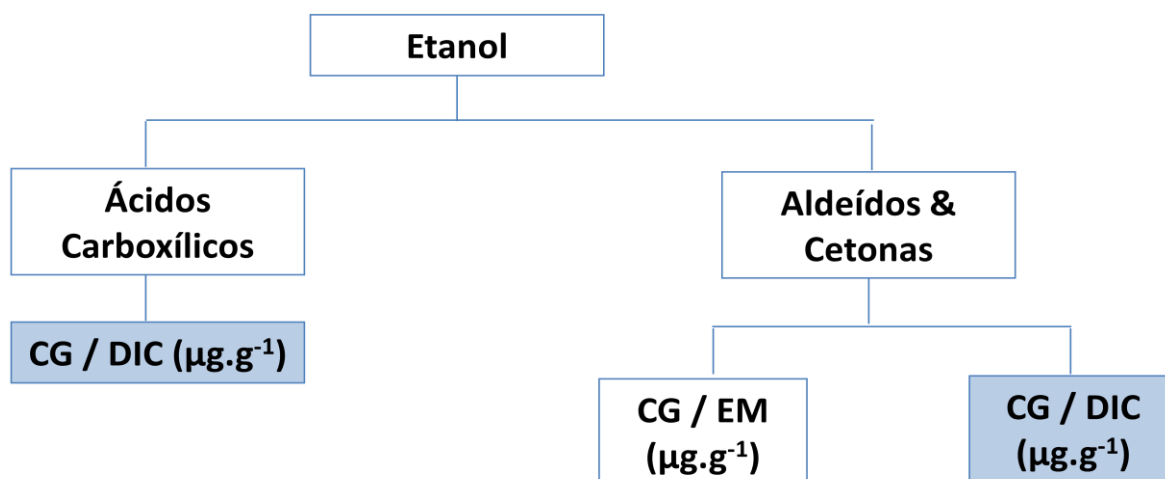 Etanol
Ácidos
Carboxílicos
Aldeídos &
Cetonas
CG / DIC (µg.g⁻¹)
CG / EM
(µg.g⁻¹)
CG / DIC
(µg.g⁻¹)